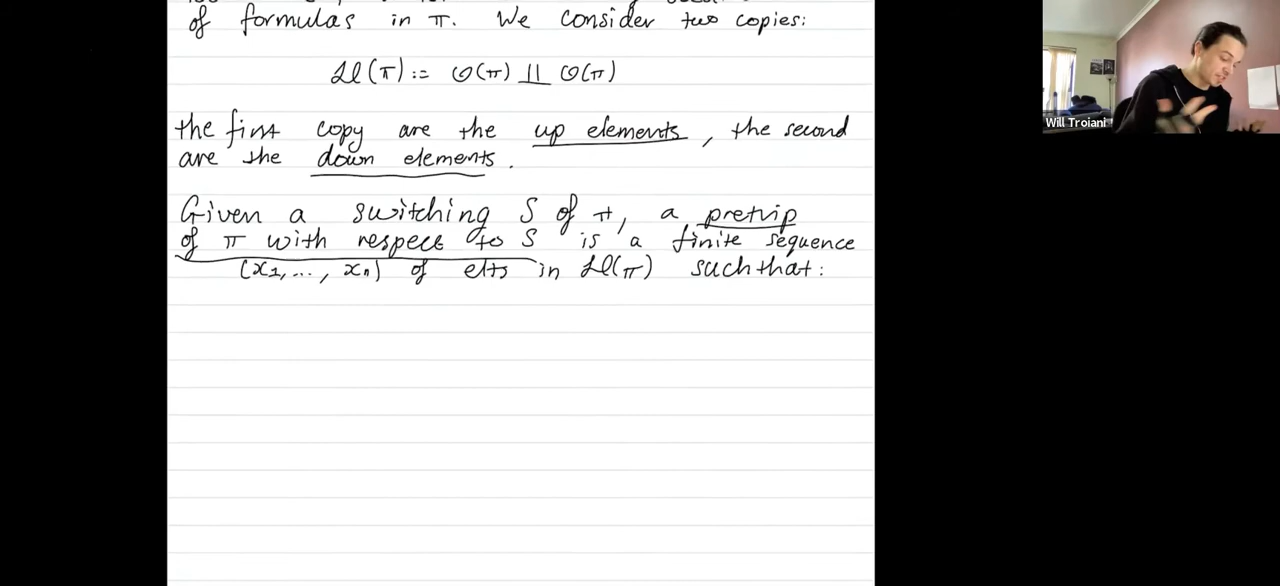 of formulas in π. We consider two copies:
𝓤(π) := 𝒪(π) ⨿ 𝒪(π)
the first copy are the up elements, the second
are the down elements.
Given a switching S of π, a pretrip
of π with respect to S is a finite sequence
(x₁, ..., xₙ) of elts in 𝓤(π) such that:
Will Troiani